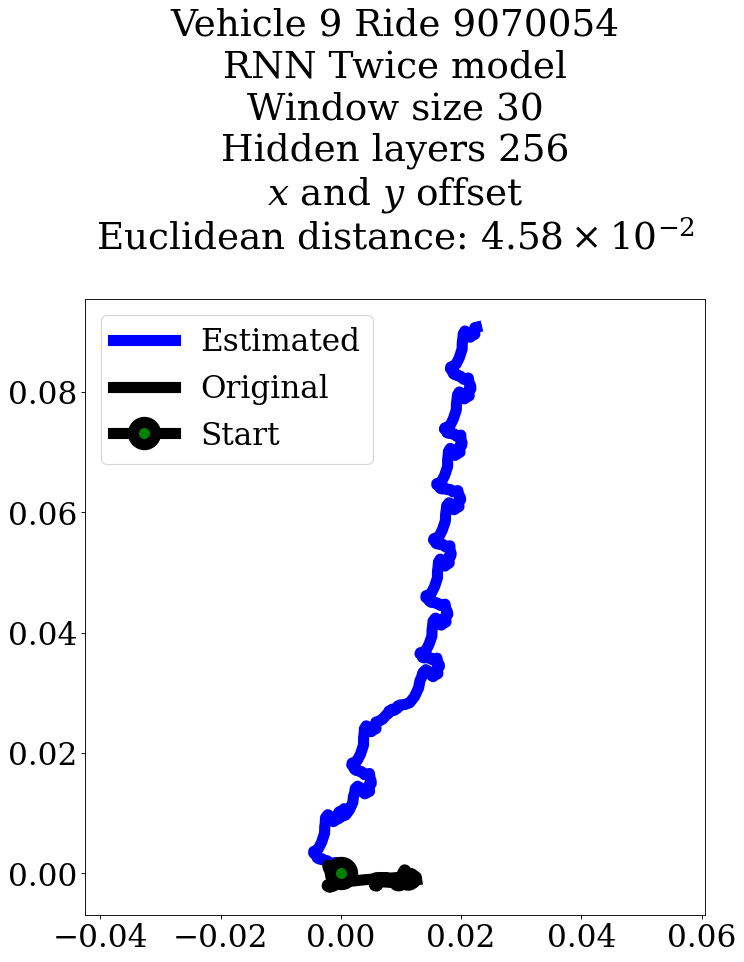 Vehicle 9 Ride 9070054
RNN Twice model
Window size 30
Hidden layers 256
x and y offset
Euclidean distance: 4.58 × 10⁻²
Estimated
Original
Start
0.08
0.06
0.04
0.02
0.00
−0.04 −0.02 0.00 0.02 0.04 0.06